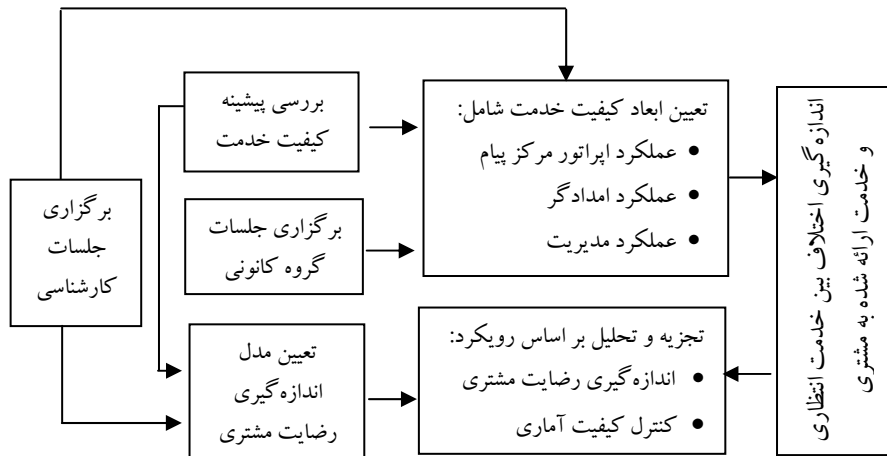 بررسی پیشینه
کیفیت خدمت
تعیین ابعاد کیفیت خدمت شامل:
• عملکرد اپراتور مرکز پیام
• عملکرد امدادگر
• عملکرد مدیریت
اندازه گیری اختلاف بین خدمت انتظاری
و خدمت ارائه شده به مشتری
برگزاری
جلسات
کارشناسی
برگزاری جلسات
گروه کانونی
تعیین مدل
اندازه‌گیری
رضایت مشتری
تجزیه و تحلیل بر اساس رویکرد:
• اندازه‌گیری رضایت مشتری
• کنترل کیفیت آماری